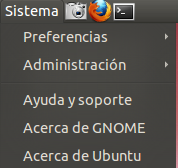 Sistema
Preferencias
Administración
Ayuda y soporte
Acerca de GNOME
Acerca de Ubuntu